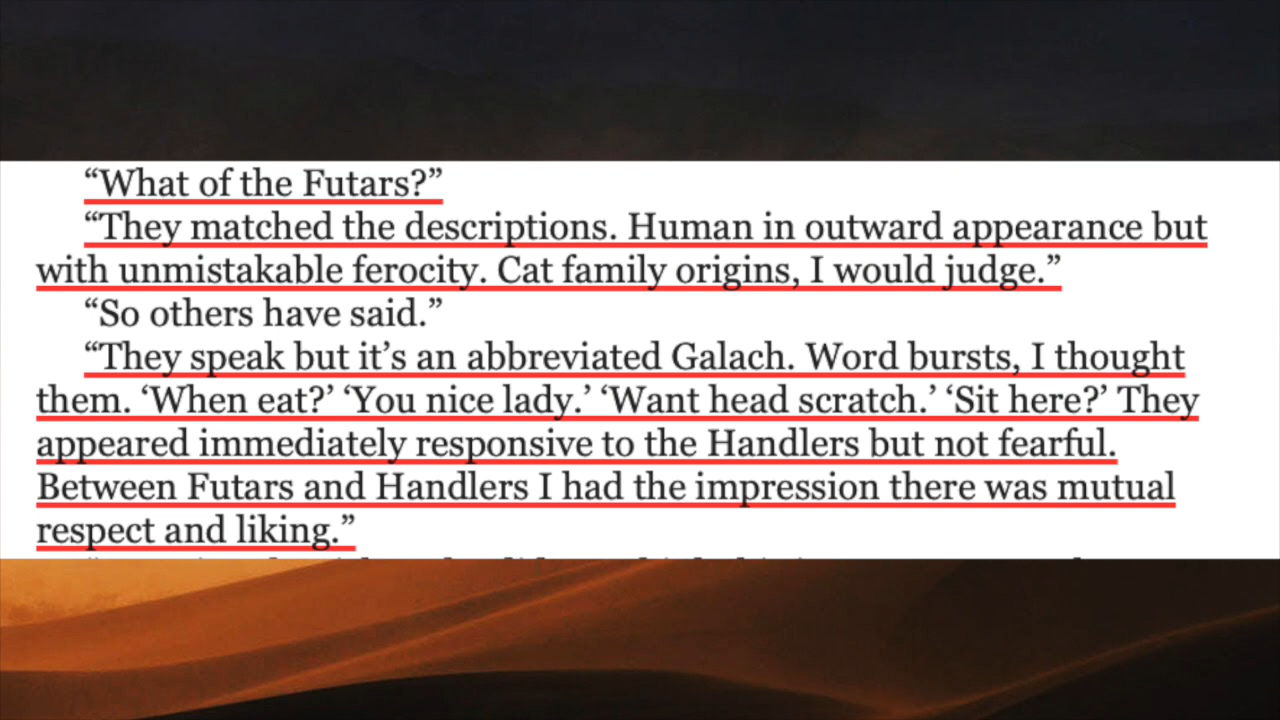 “What of the Futars?”
“They matched the descriptions. Human in outward appearance but
with unmistakable ferocity. Cat family origins, I would judge.”
“So others have said.”
“They speak but it’s an abbreviated Galach. Word bursts, I thought
them. ‘When eat?’ ‘You nice lady.’ ‘Want head scratch.’ ‘Sit here?’ They
appeared immediately responsive to the Handlers but not fearful.
Between Futars and Handlers I had the impression there was mutual
respect and liking.”